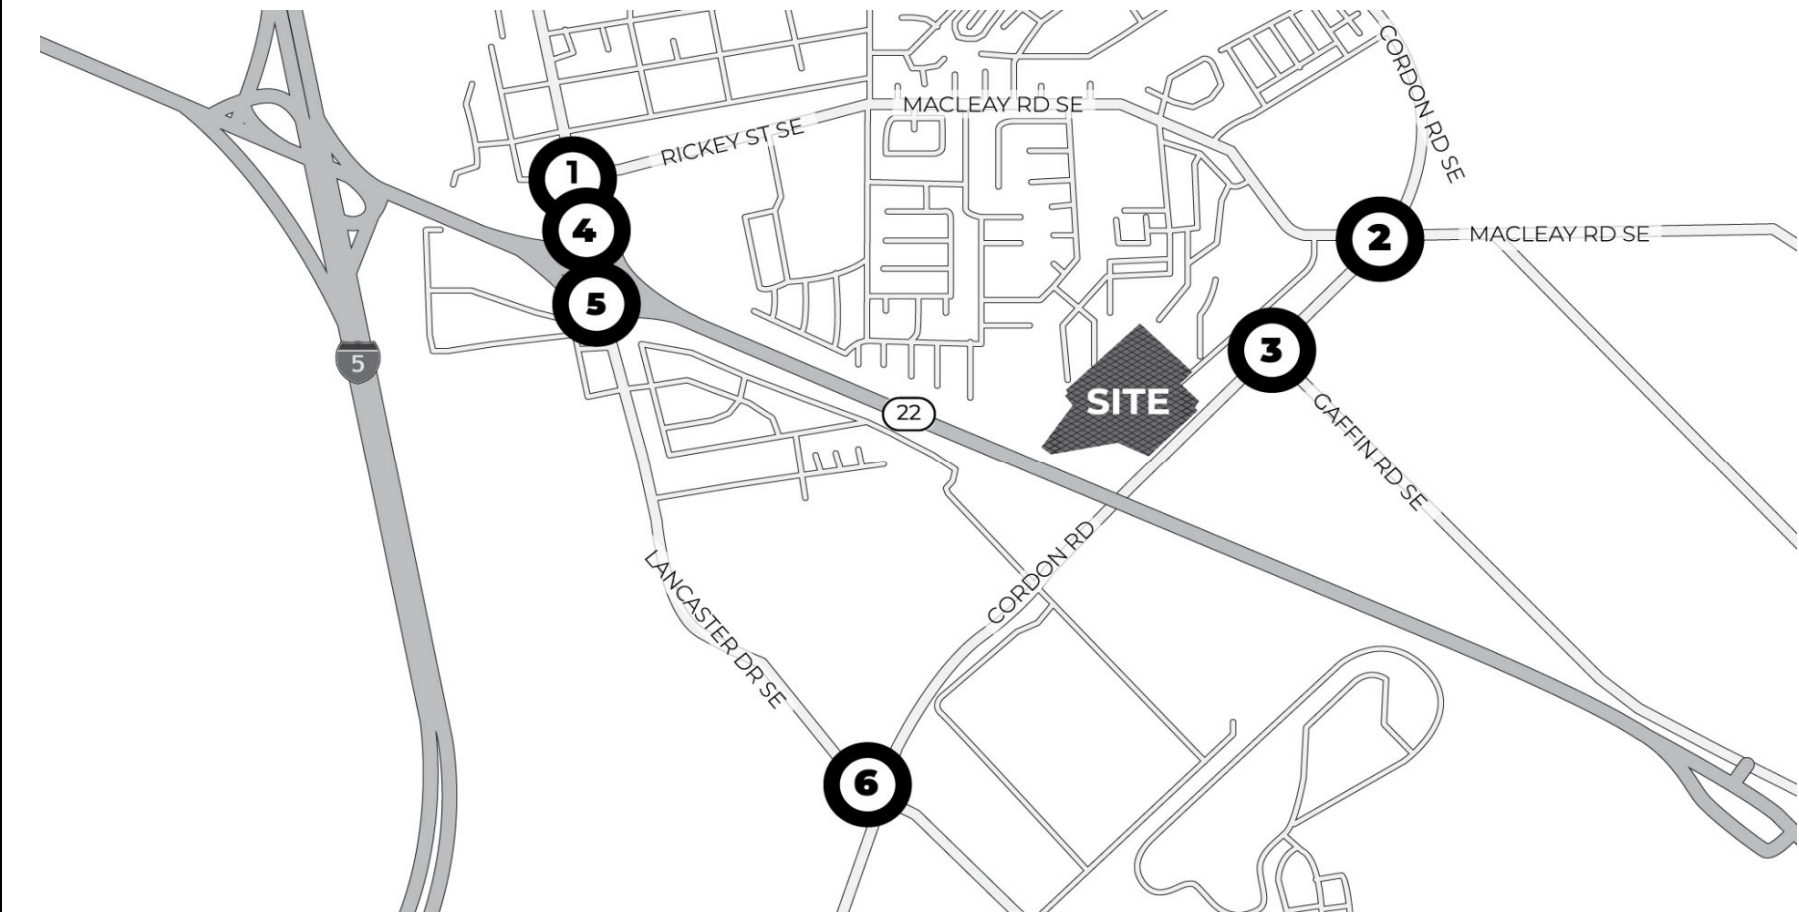 CORDON RD SE
MACLEAY RD SE
RICKEY ST SE
1
4
2
MACLEAY RD SE
5
3
5
SITE
22
GAFFIN RD SE
CORDON RD
LANCASTER DR SE
6